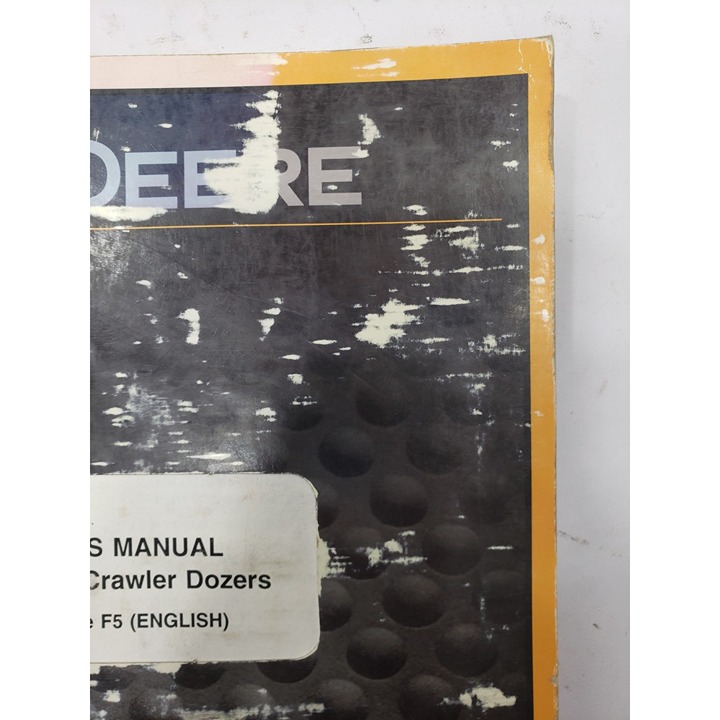 DEERE
S MANUAL
Crawler Dozers
e F5 (ENGLISH)